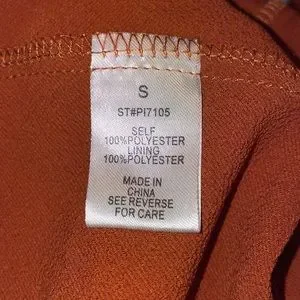 S
ST#PI7105
SELF
100%POLYESTER
LINING
100%POLYESTER
MADE IN
CHINA
SEE REVERSE
FOR CARE